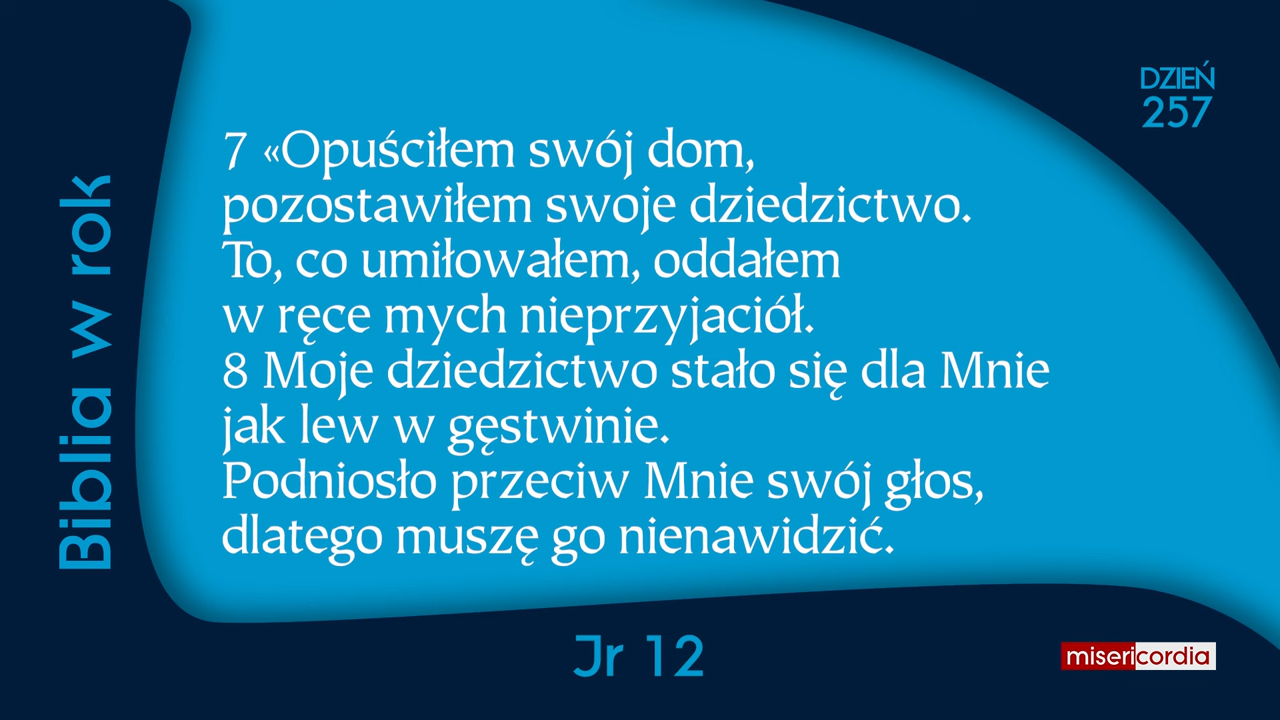 DZIEŃ
257
7 «Opuściłem swój dom,
pozostawiłem swoje dziedzictwo.
To, co umiłowałem, oddałem
w ręce mych nieprzyjaciół.
8 Moje dziedzictwo stało się dla Mnie
jak lew w gęstwinie.
Podniosło przeciw Mnie swój głos,
dlatego muszę go nienawidzić.
Biblia w rok
Jr 12
misericordia